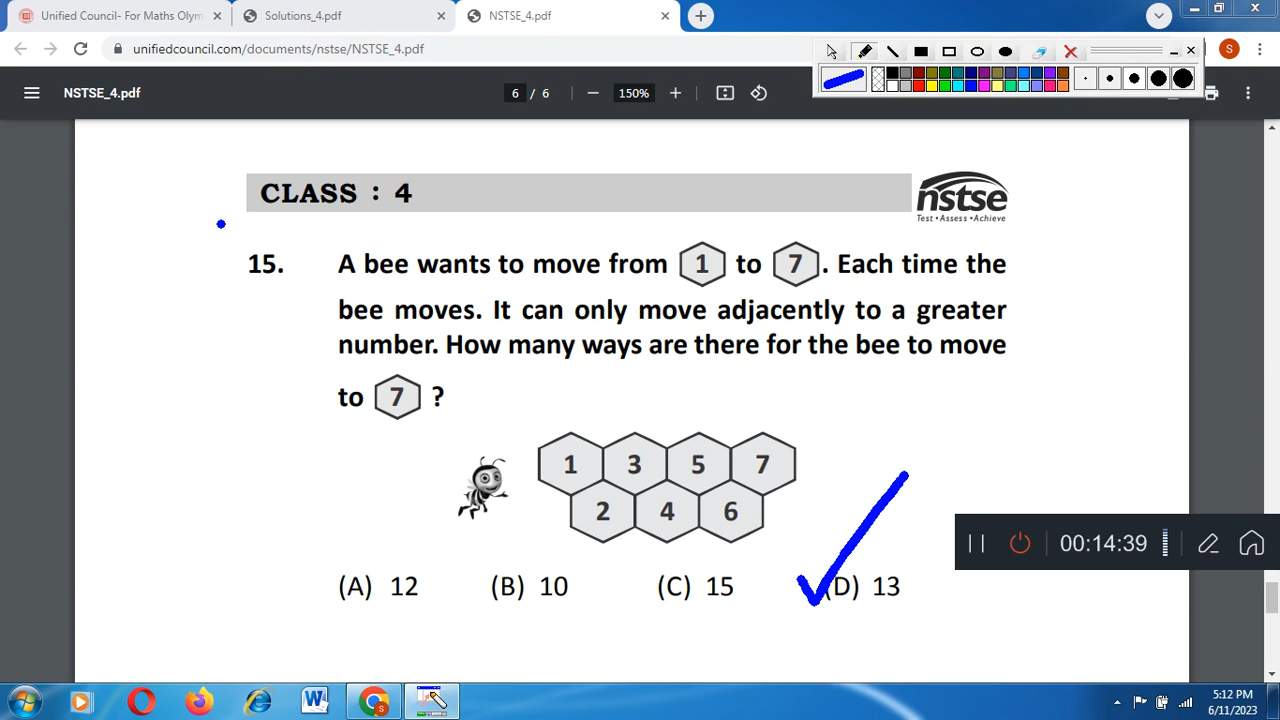 Unified Council- For Maths Olym
Solutions_4.pdf
NSTSE_4.pdf
unifiedcouncil.com/documents/nstse/NSTSE_4.pdf
S
NSTSE_4.pdf
6 / 6
150%
CLASS : 4
nstse
Test • Assess • Achieve
15. A bee wants to move from 1 to 7. Each time the
bee moves. It can only move adjacently to a greater
number. How many ways are there for the bee to move
to 7 ?
1 3 5 7
2 4 6
00:14:39
(A) 12 (B) 10 (C) 15 (D) 13
5:12 PM
6/11/2023